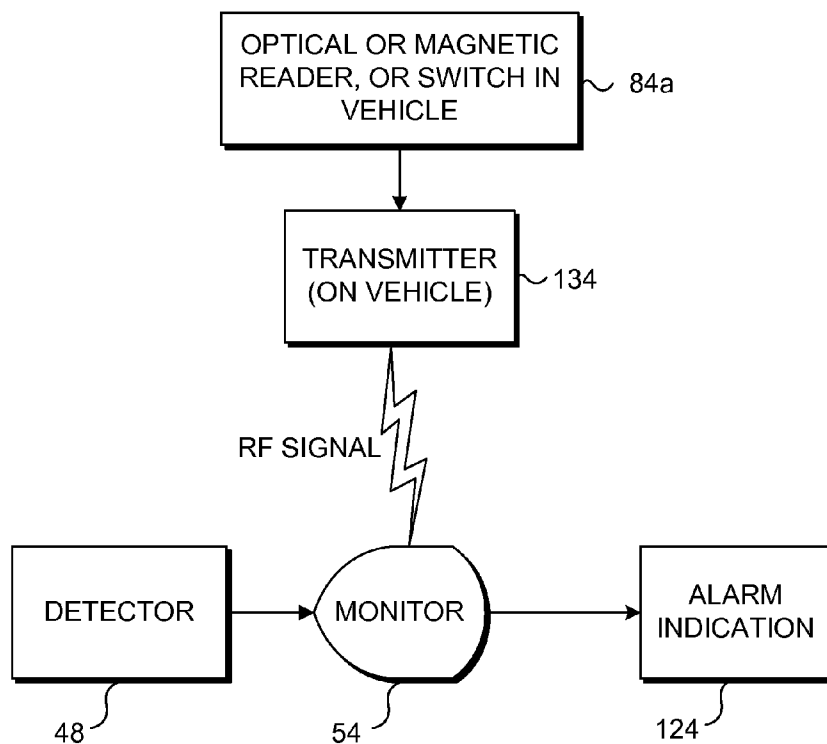 OPTICAL OR MAGNETIC
READER, OR SWITCH IN
VEHICLE
84a
TRANSMITTER
(ON VEHICLE)
134
RF SIGNAL
DETECTOR
MONITOR
ALARM
INDICATION
48
54
124